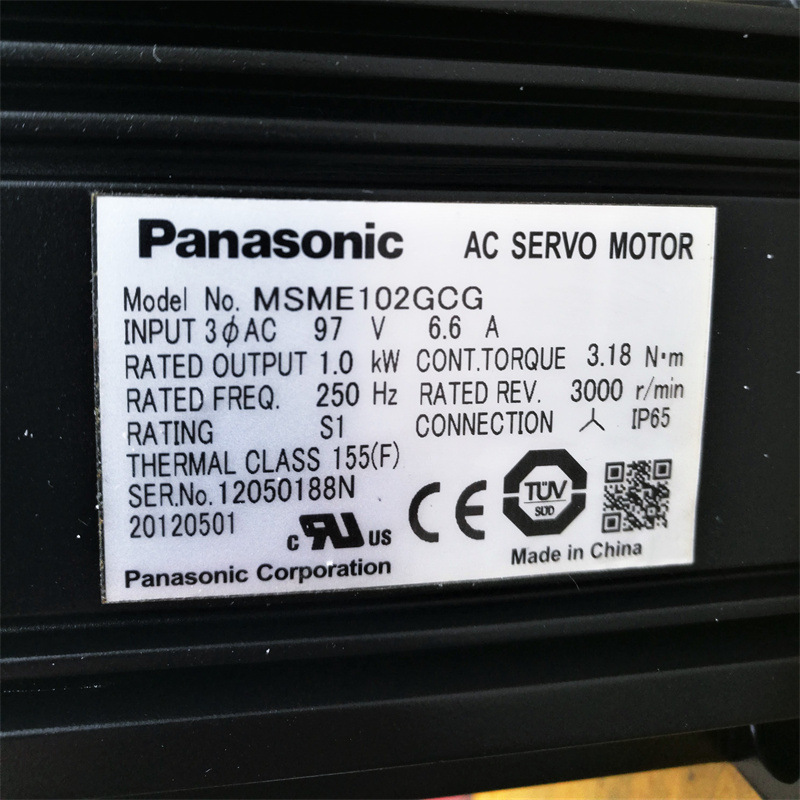 Panasonic AC SERVO MOTOR
Model No. MSME102GCG
INPUT 3ϕAC 97 V 6.6 A
RATED OUTPUT 1.0 kW CONT.TORQUE 3.18 N·m
RATED FREQ. 250 Hz RATED REV. 3000 r/min
RATING S1 CONNECTION 人 IP65
THERMAL CLASS 155(F)
SER.No. 12050188N
20120501
c RU US CE TÜV SÜD
Panasonic Corporation Made in China